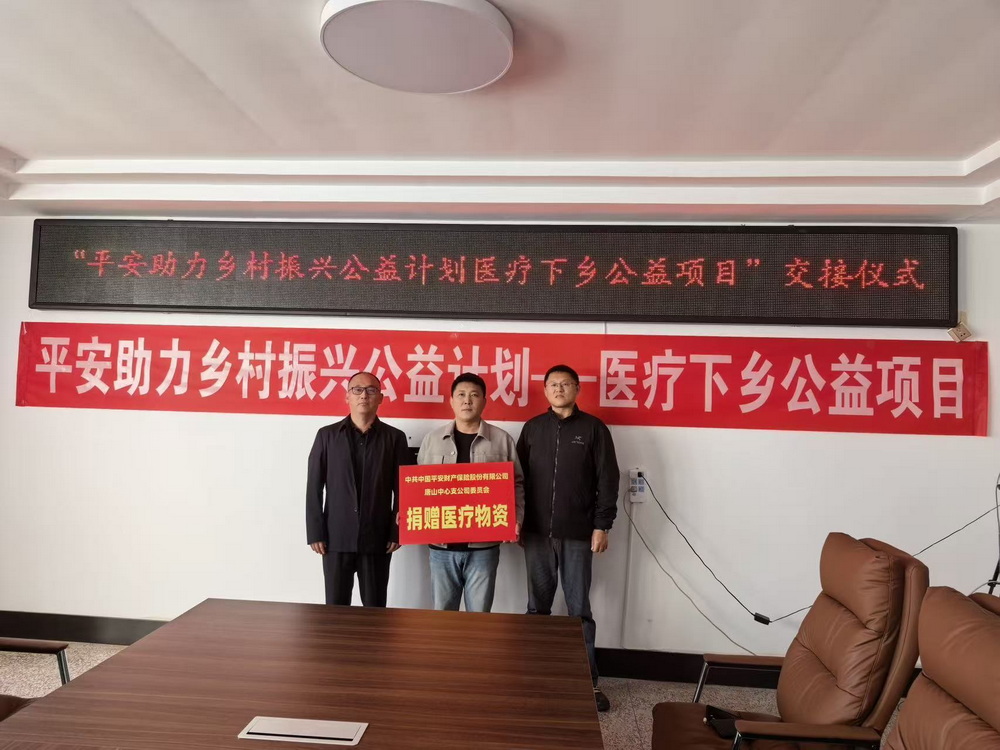 “平安助力乡村振兴公益计划医疗下乡公益项目”交接仪式
平安助力乡村振兴公益计划——医疗下乡公益项目
中共中国平安财产保险股份有限公司
唐山中心支公司委员会
捐赠医疗物资